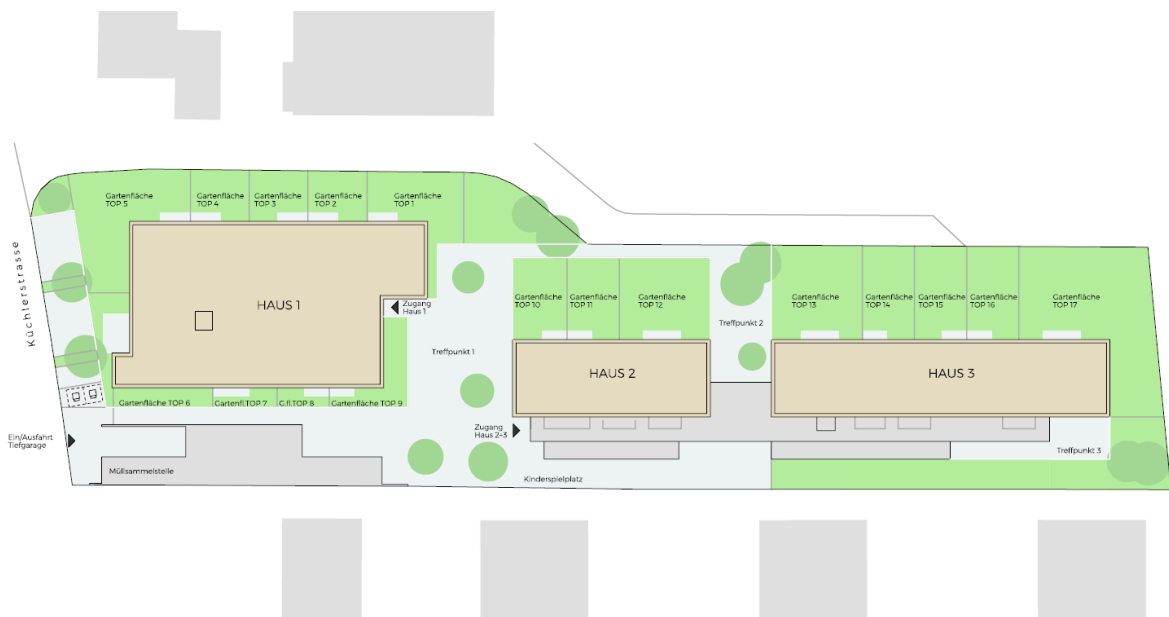 Gartenfläche
TOP 5
Gartenfläche
TOP 4
Gartenfläche
TOP 3
Gartenfläche
TOP 2
Gartenfläche
TOP 1
Küchlerstrasse
HAUS 1
Zugang
Haus 1
Gartenfläche
TOP 10
Gartenfläche
TOP 11
Gartenfläche
TOP 12
Treffpunkt 2
Gartenfläche
TOP 13
Gartenfläche
TOP 14
Gartenfläche
TOP 15
Gartenfläche
TOP 16
Gartenfläche
TOP 17
Treffpunkt 1
HAUS 2
HAUS 3
Gartenfläche TOP 6
Gartenfl.TOP 7
G.fl.TOP 8
Gartenfläche TOP 9
Ein/Ausfahrt
Tiefgarage
Zugang
Haus 2+3
Müllsammelstelle
Kinderspielplatz
Treffpunkt 3